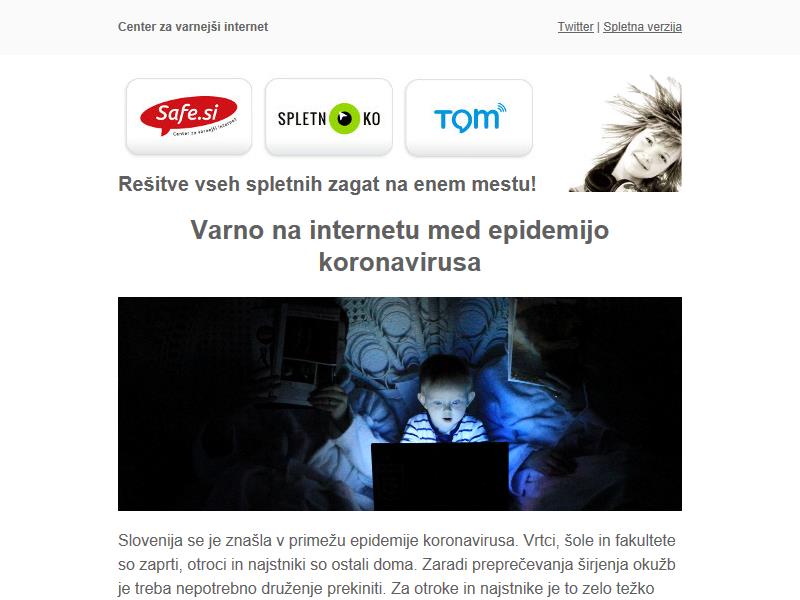 Center za varnejši internet
Twitter | Spletna verzija
Safe.si
Center za varnejši internet
SPLETNOKO
TOM
Rešitve vseh spletnih zagat na enem mestu!
Varno na internetu med epidemijo
koronavirusa
Slovenija se je znašla v primežu epidemije koronavirusa. Vrtci, šole in fakultete
so zaprti, otroci in najstniki so ostali doma. Zaradi preprečevanja širjenja okužb
je treba nepotrebno druženje prekiniti. Za otroke in najstnike je to zelo težko